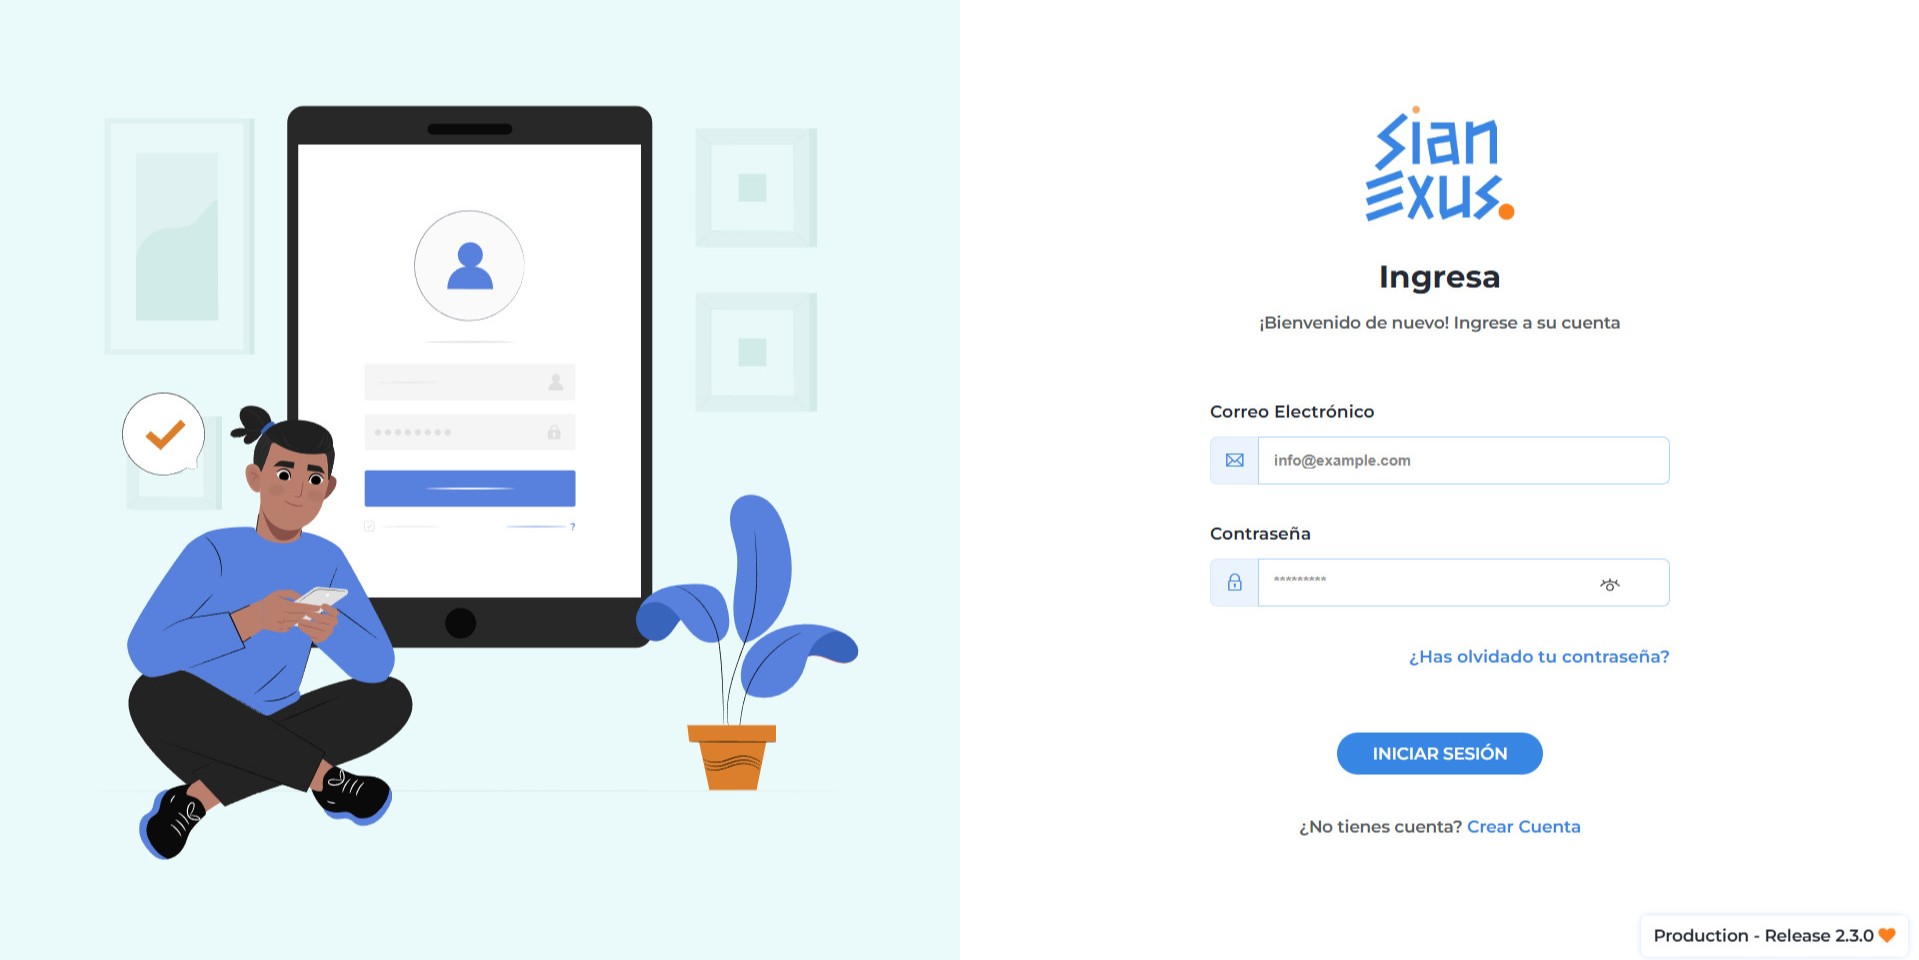 sian
Exus.
Ingresa
¡Bienvenido de nuevo! Ingrese a su cuenta
Correo Electrónico
info@example.com
Contraseña
*********
¿Has olvidado tu contraseña?
INICIAR SESIÓN
¿No tienes cuenta? Crear Cuenta
Production - Release 2.3.0 🧡
?